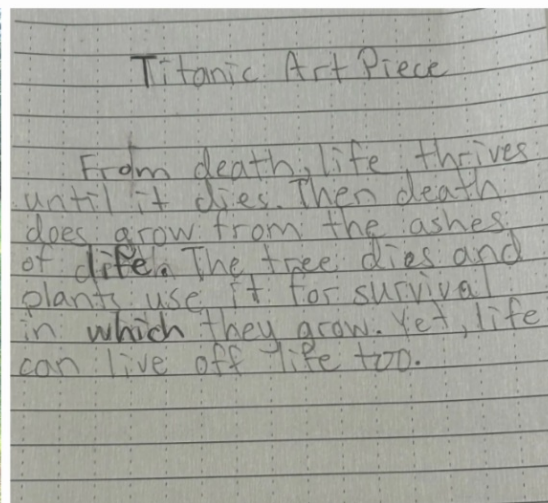 Titanic Art Piece
From death, life thrives
until it dies. Then death
does grow from the ashes
of life. The tree dies and
plants use it for survival
in which they grow. Yet, life
can live off life too.